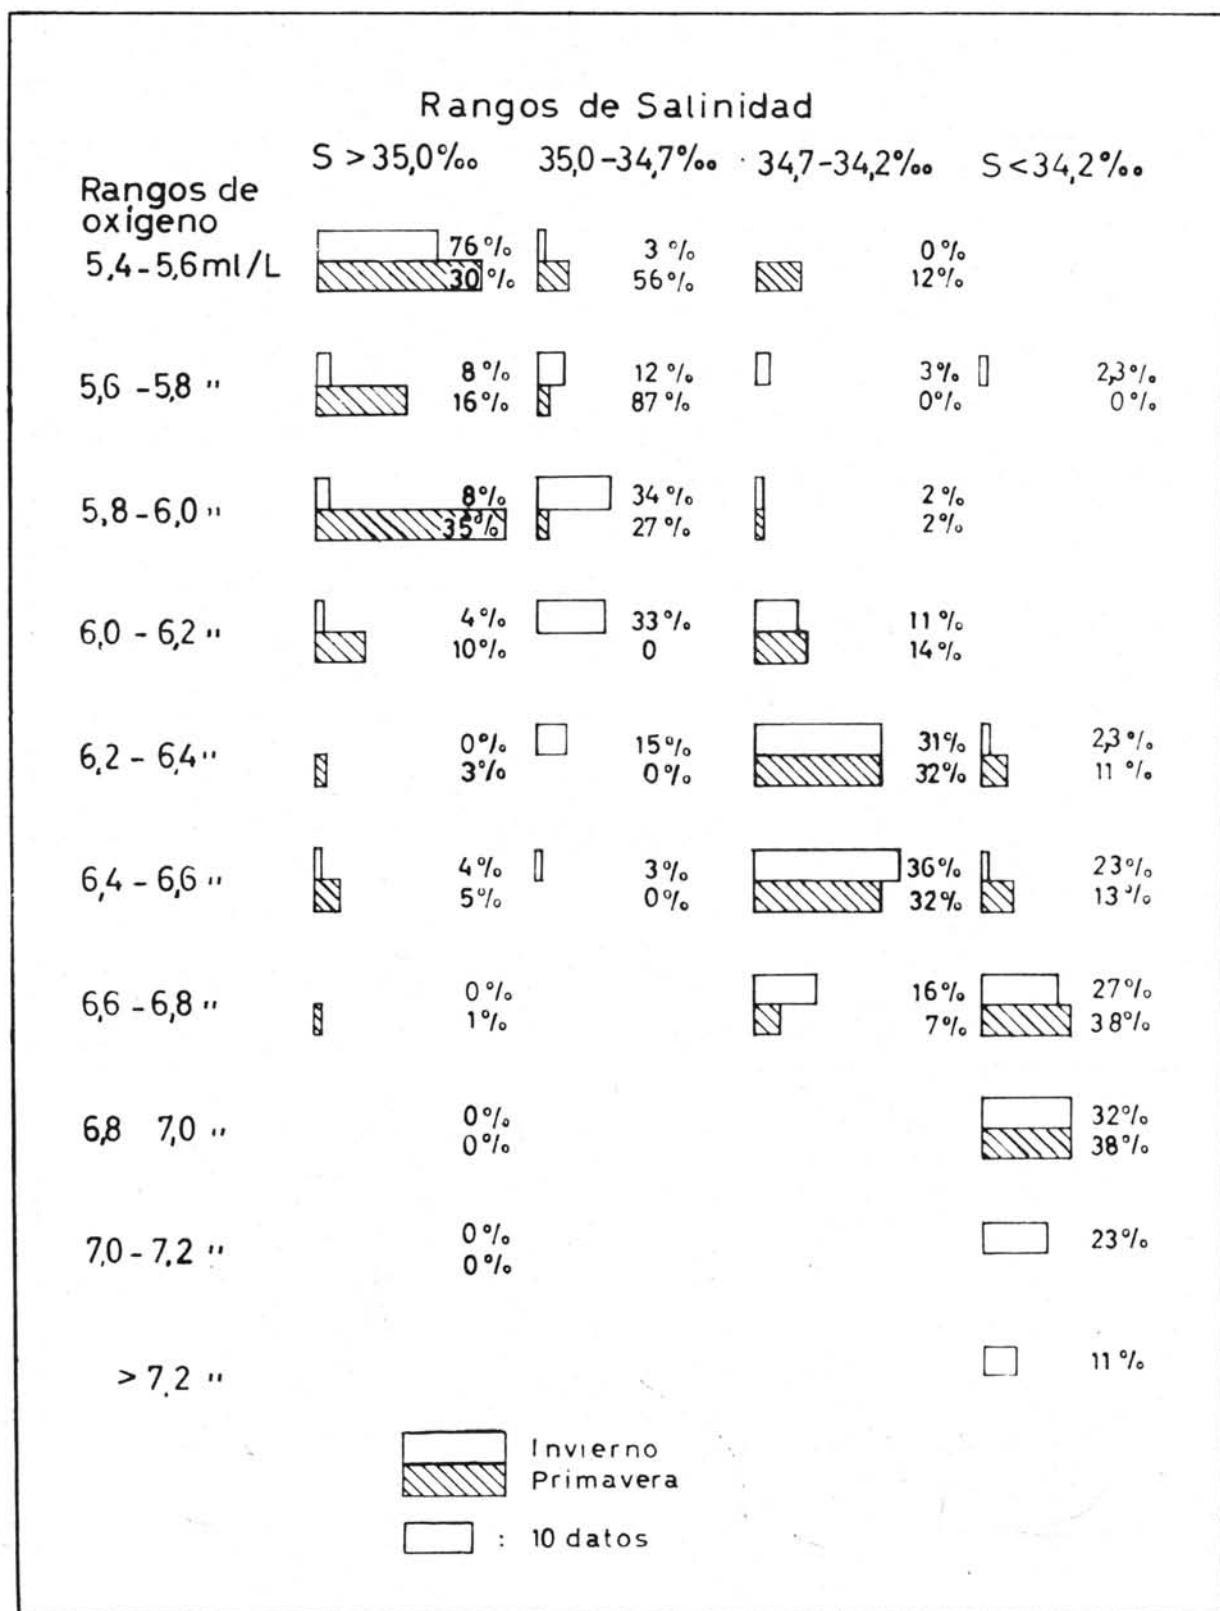 Rangos de Salinidad
S > 35,0‰ 35,0-34,7‰ 34,7-34,2‰ S<34,2‰
Rangos de
oxígeno
5,4-5,6 ml/L 76% 3% 0%
30% 56% 12%
5,6-5,8 " 8% 12% 3% 2,3%
16% 87% 0% 0%
5,8-6,0 " 8% 34% 2%
35% 27% 2%
6,0-6,2 " 4% 33% 11%
10% 0 14%
6,2-6,4 " 0% 15% 31% 2,3%
3% 0% 32% 11%
6,4-6,6 " 4% 3% 36% 23%
5% 0% 32% 13%
6,6-6,8 " 0% 16% 27%
1% 7% 38%
6,8 7,0 " 0% 32%
0% 38%
7,0-7,2 " 0% 23%
0%
> 7.2 " 11%
Invierno
Primavera
: 10 datos